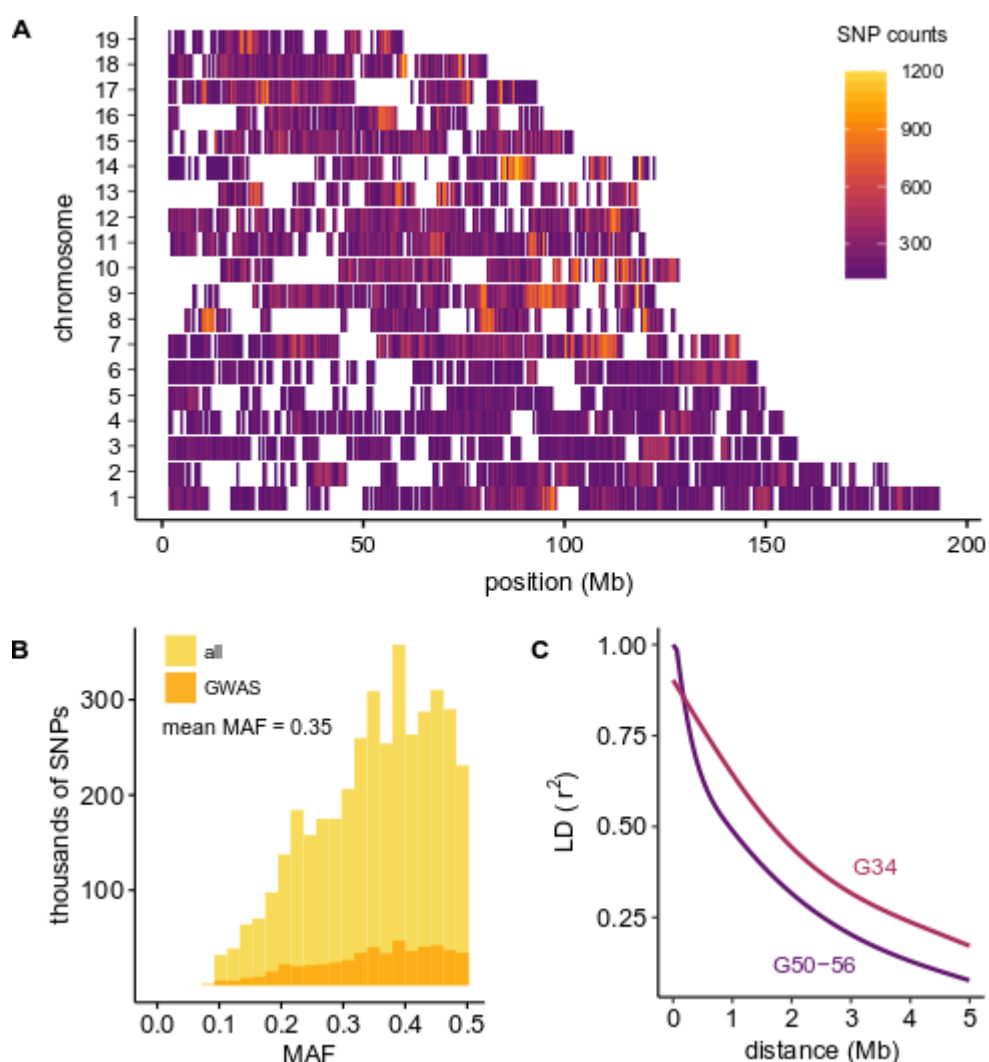 A
SNP counts
1200
900
600
300
chromosome
19
18
17
16
15
14
13
12
11
10
9
8
7
6
5
4
3
2
1
0 50 100 150 200
position (Mb)
B
all
GWAS
mean MAF = 0.35
thousands of SNPs
300
200
100
0.0 0.1 0.2 0.3 0.4 0.5
MAF
C
LD ( r²)
1.00
0.75
0.50
0.25
G34
G50−56
0 1 2 3 4 5
distance (Mb)